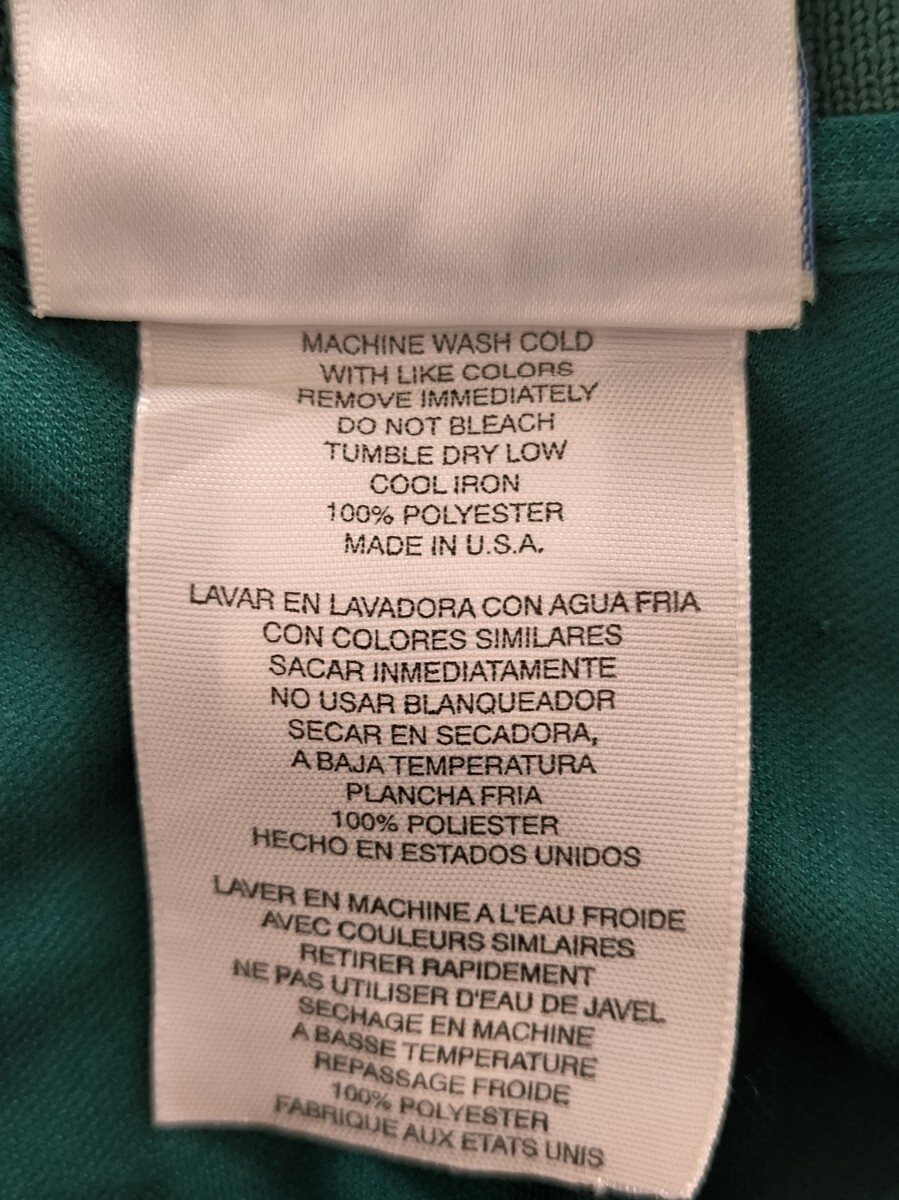 MACHINE WASH COLD
WITH LIKE COLORS
REMOVE IMMEDIATELY
DO NOT BLEACH
TUMBLE DRY LOW
COOL IRON
100% POLYESTER
MADE IN U.S.A.
LAVAR EN LAVADORA CON AGUA FRIA
CON COLORES SIMILARES
SACAR INMEDIATAMENTE
NO USAR BLANQUEADOR
SECAR EN SECADORA,
A BAJA TEMPERATURA
PLANCHA FRIA
100% POLIESTER
HECHO EN ESTADOS UNIDOS
LAVER EN MACHINE A L'EAU FROIDE
AVEC COULEURS SIMLAIRES
RETIRER RAPIDEMENT
NE PAS UTILISER D'EAU DE JAVEL
SECHAGE EN MACHINE
A BASSE TEMPERATURE
REPASSAGE FROIDE
100% POLYESTER
FABRIQUE AUX ETATS UNIS